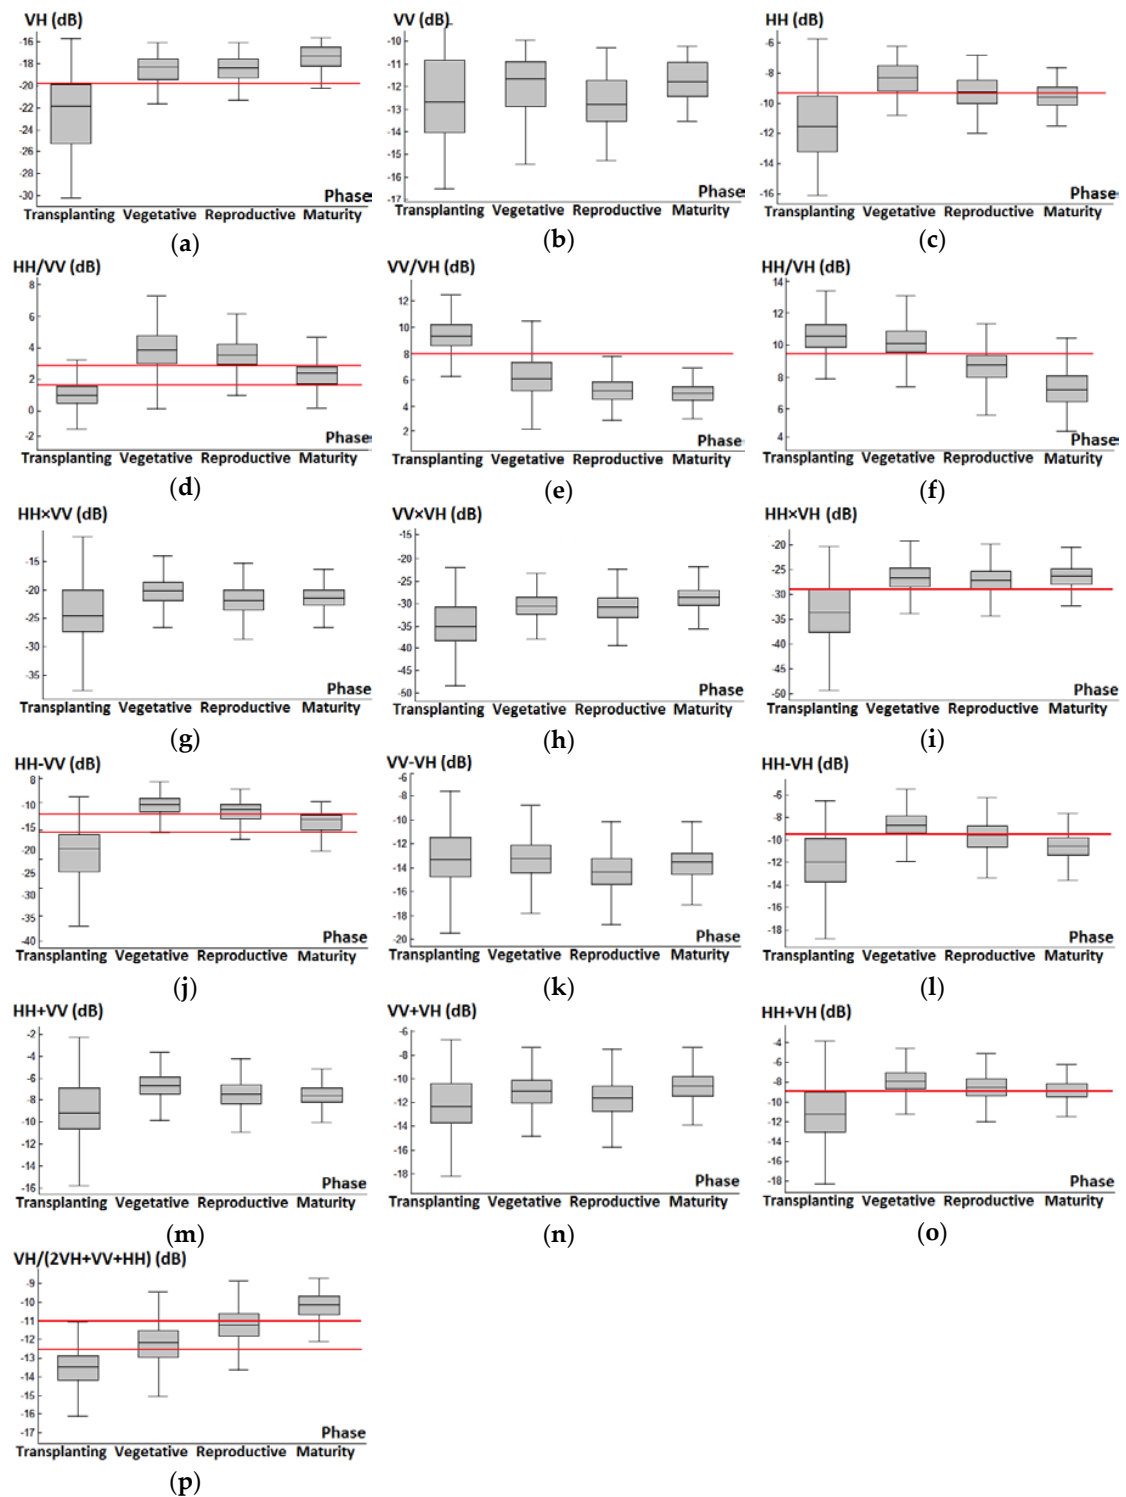 VH (dB)
-16
-18
-20
-22
-24
-26
-28
-30
Phase
Transplanting Vegetative Reproductive Maturity
(a)
VV (dB)
-10
-11
-12
-13
-14
-15
-16
-17
Phase
Transplanting Vegetative Reproductive Maturity
(b)
HH (dB)
-6
-8
-10
-12
-14
-16
Phase
Transplanting Vegetative Reproductive Maturity
(c)
HH/VV (dB)
8
6
4
2
0
-2
Phase
Transplanting Vegetative Reproductive Maturity
(d)
VV/VH (dB)
12
10
8
6
4
2
Phase
Transplanting Vegetative Reproductive Maturity
(e)
HH/VH (dB)
14
12
10
8
6
4
Phase
Transplanting Vegetative Reproductive Maturity
(f)
HH×VV (dB)
-15
-20
-25
-30
-35
Phase
Transplanting Vegetative Reproductive Maturity
(g)
VV×VH (dB)
-15
-20
-25
-30
-35
-40
-45
-50
Phase
Transplanting Vegetative Reproductive Maturity
(h)
HH×VH (dB)
-20
-25
-30
-35
-40
-45
-50
Phase
Transplanting Vegetative Reproductive Maturity
(i)
HH-VV (dB)
8
-10
-15
-20
-25
-30
-35
-40
Phase
Transplanting Vegetative Reproductive Maturity
(j)
VV-VH (dB)
-6
-8
-10
-12
-14
-16
-18
-20
Phase
Transplanting Vegetative Reproductive Maturity
(k)
HH-VH (dB)
-6
-8
-10
-12
-14
-16
-18
Phase
Transplanting Vegetative Reproductive Maturity
(l)
HH+VV (dB)
-2
-4
-6
-8
-10
-12
-14
-16
Phase
Transplanting Vegetative Reproductive Maturity
(m)
VV+VH (dB)
-6
-8
-10
-12
-14
-16
-18
Phase
Transplanting Vegetative Reproductive Maturity
(n)
HH+VH (dB)
-4
-6
-8
-10
-12
-14
-16
-18
Phase
Transplanting Vegetative Reproductive Maturity
(o)
VH/(2VH+VV+HH) (dB)
-9
-10
-11
-12
-13
-14
-15
-16
-17
Phase
Transplanting Vegetative Reproductive Maturity
(p)